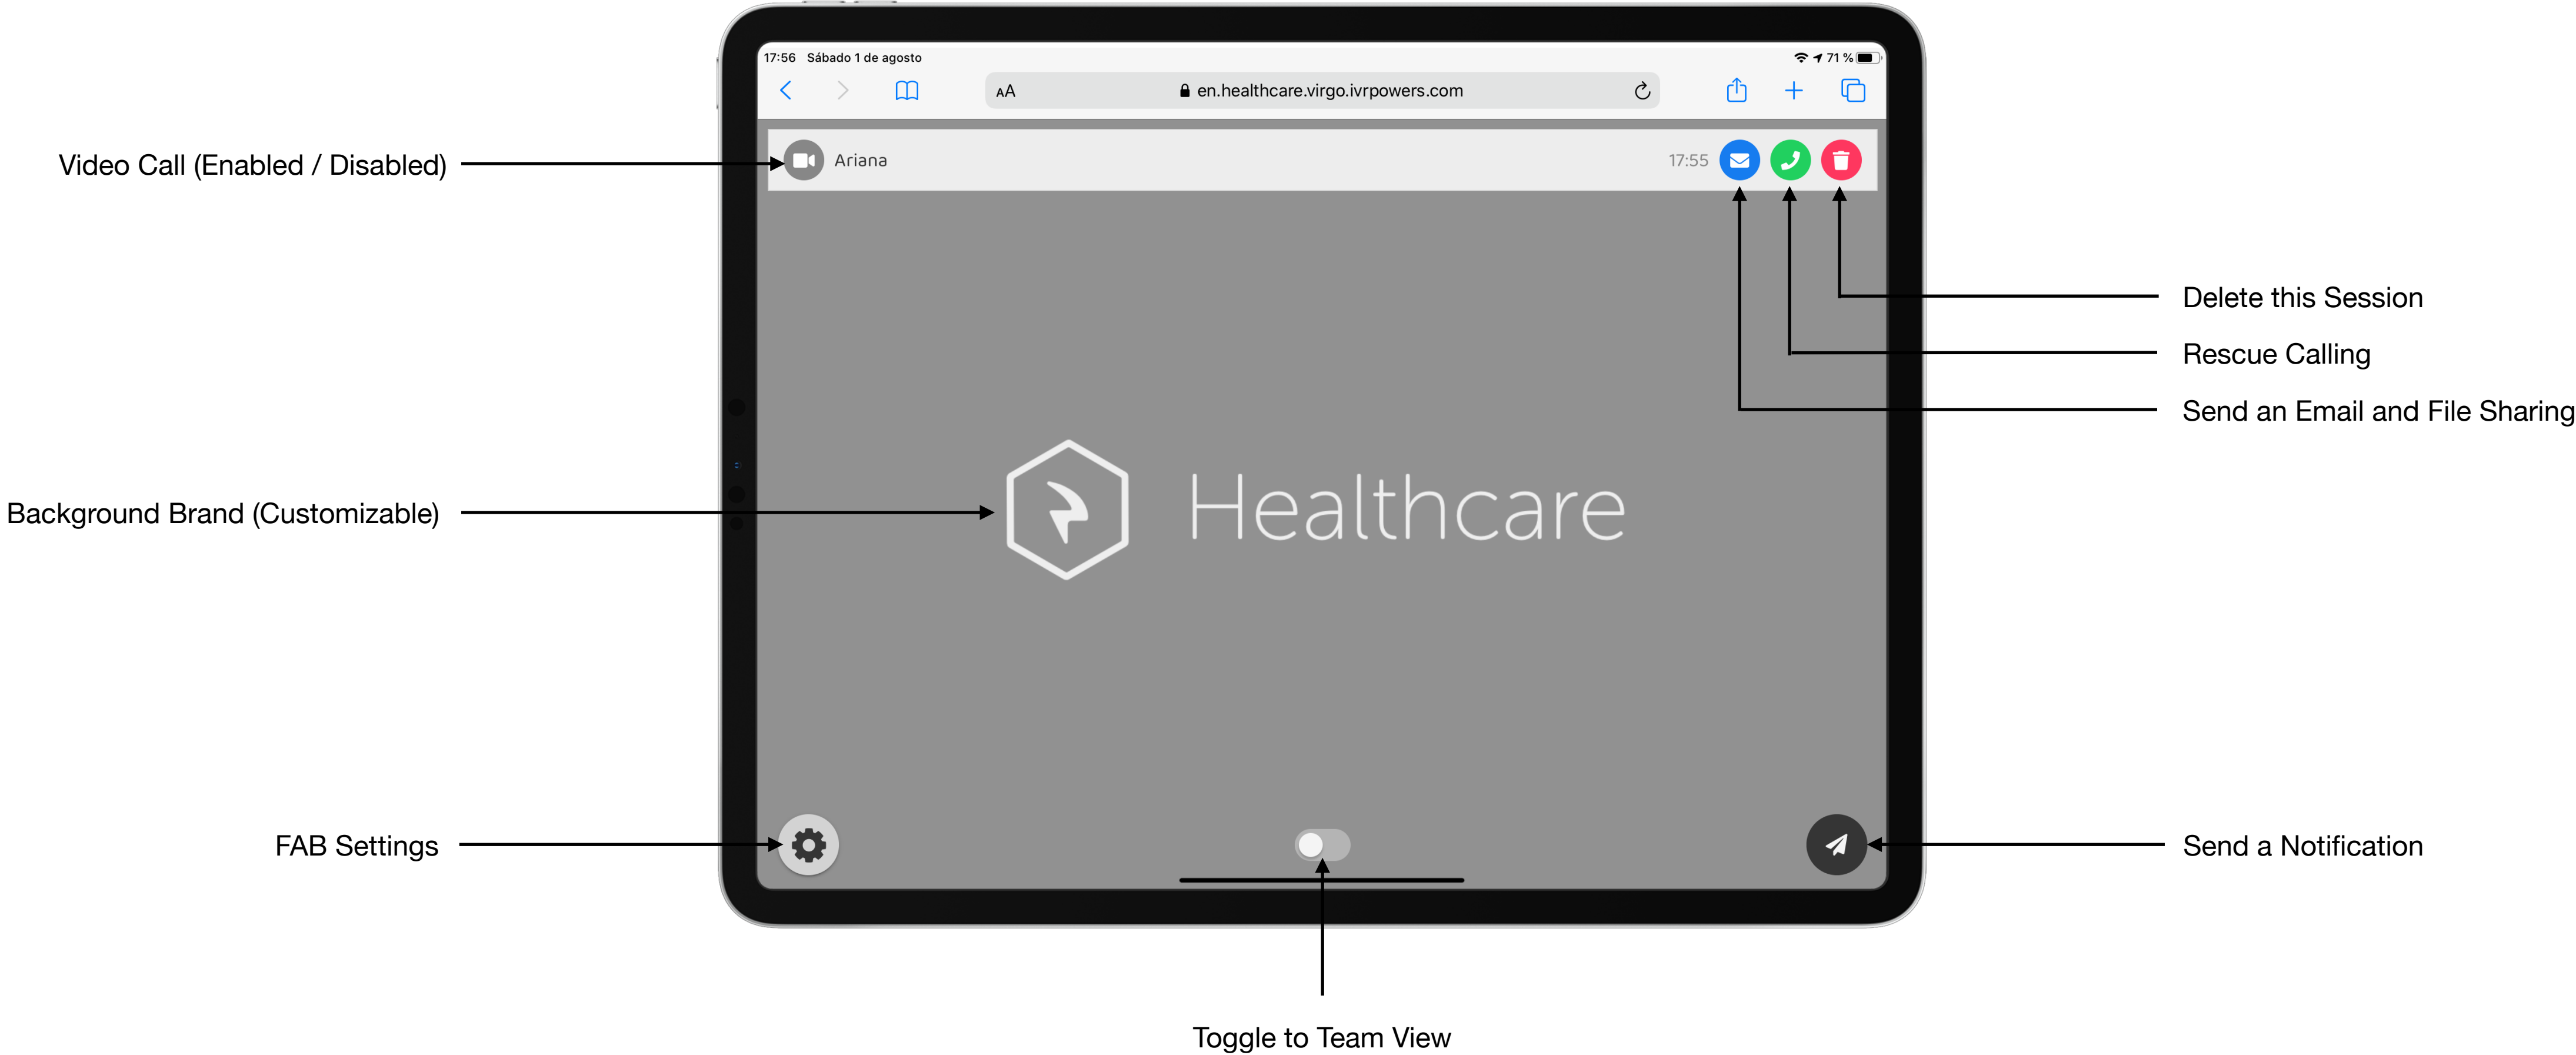 17:56 Sábado 1 de agosto
71 %
AA
en.healthcare.virgo.ivrpowers.com
Video Call (Enabled / Disabled)
Ariana
17:55
Delete this Session
Rescue Calling
Send an Email and File Sharing
Background Brand (Customizable)
Healthcare
FAB Settings
Send a Notification
Toggle to Team View